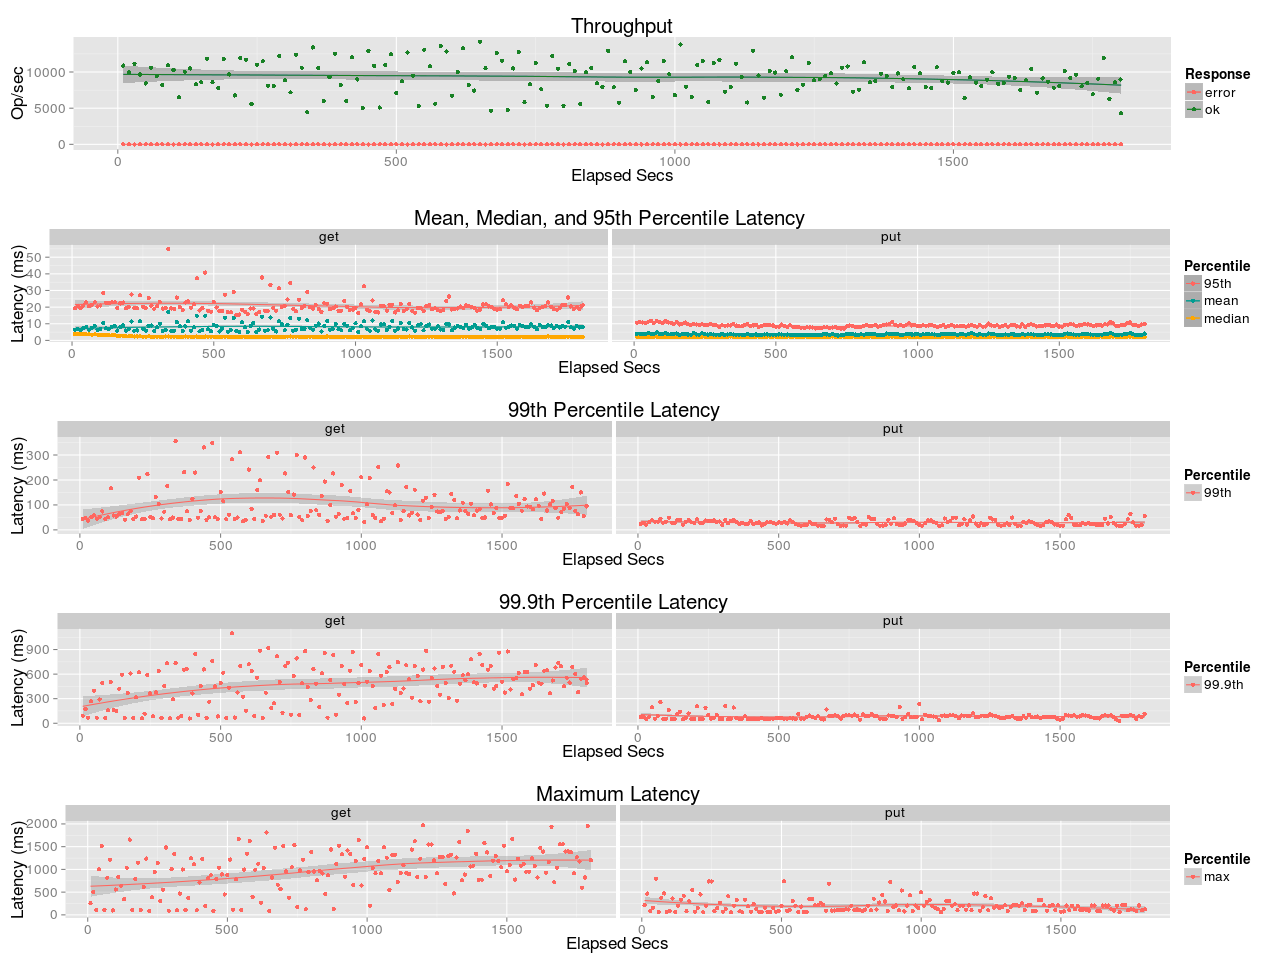 Throughput
Op/sec
10000
5000
0
0 500 1000 1500
Elapsed Secs
Response
error
ok
Mean, Median, and 95th Percentile Latency
get put
Latency (ms)
50
40
30
20
10
0
0 500 1000 1500 0 500 1000 1500
Elapsed Secs
Percentile
95th
mean
median
99th Percentile Latency
get put
Latency (ms)
300
200
100
0
0 500 1000 1500 0 500 1000 1500
Elapsed Secs
Percentile
99th
99.9th Percentile Latency
get put
Latency (ms)
900
600
300
0
0 500 1000 1500 0 500 1000 1500
Elapsed Secs
Percentile
99.9th
Maximum Latency
get put
Latency (ms)
2000
1500
1000
500
0
0 500 1000 1500 0 500 1000 1500
Elapsed Secs
Percentile
max